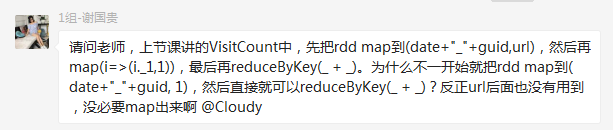 1组-谢国贵
请问老师，上节课讲的VisitCount中，先把rdd map到(date+"_"+guid,url)，然后再
map(i=>(i._1,1))，最后再reduceByKey(_ + _)。为什么不一开始就把rdd map到(
date+"_"+guid, 1)，然后直接就可以reduceByKey(_ + _)？反正url后面也没有用到
，没必要map出来啊 @Cloudy